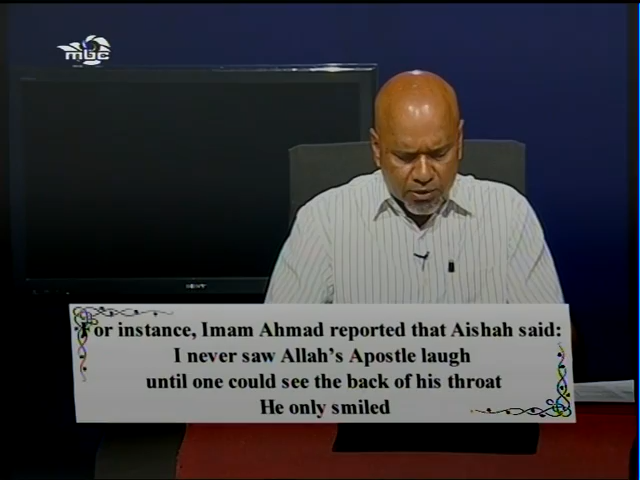 mbc
For instance, Imam Ahmad reported that Aishah said:
I never saw Allah's Apostle laugh
until one could see the back of his throat
He only smiled